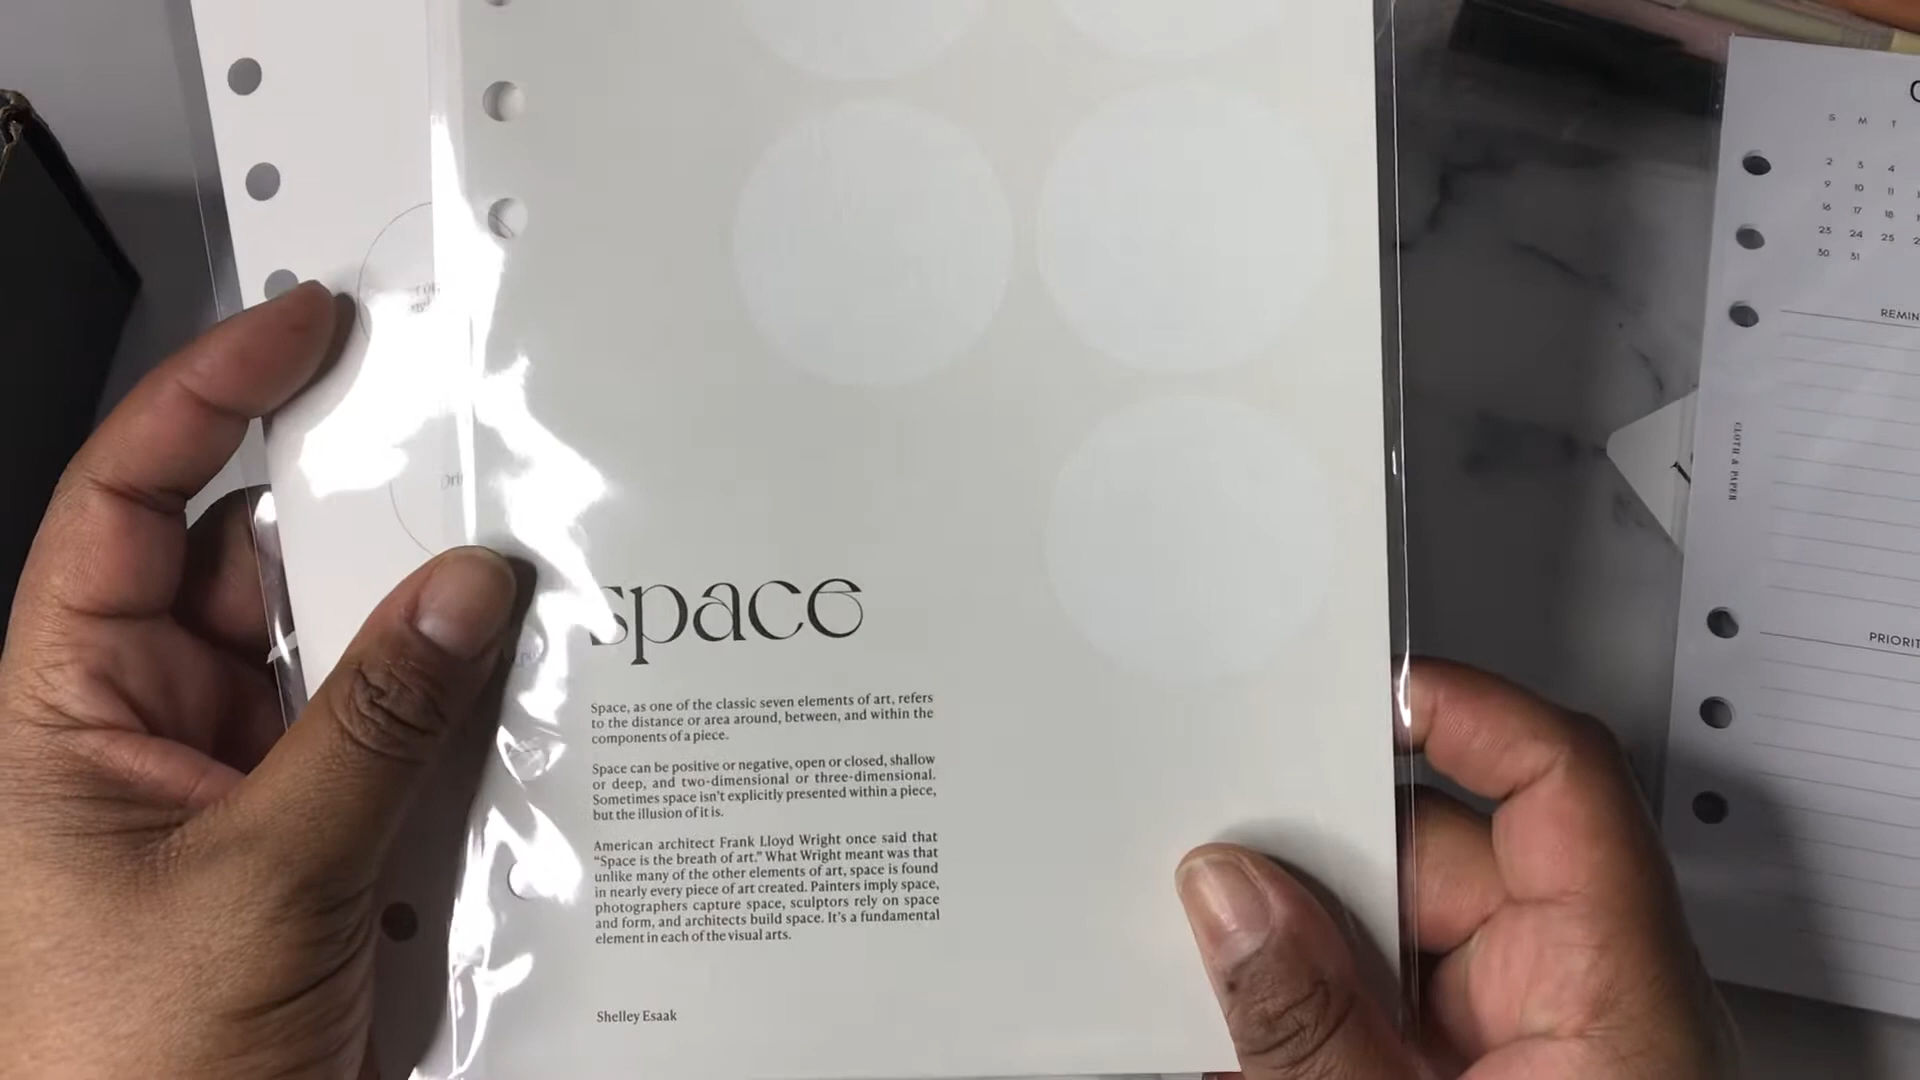 space
Space, as one of the classic seven elements of art, refers
to the distance or area around, between, and within the
components of a piece.
Space can be positive or negative, open or closed, shallow
or deep, and two-dimensional or three-dimensional.
Sometimes space isn't explicitly presented within a piece,
but the illusion of it is.
American architect Frank Lloyd Wright once said that
“Space is the breath of art.” What Wright meant was that
unlike many of the other elements of art, space is found
in nearly every piece of art created. Painters imply space,
photographers capture space, sculptors rely on space
and form, and architects build space. It's a fundamental
element in each of the visual arts.
Shelley Esaak
S M T
2 3 4
9 10 11
16 17 18
23 24 25
30 31
CLOTH & PAPER